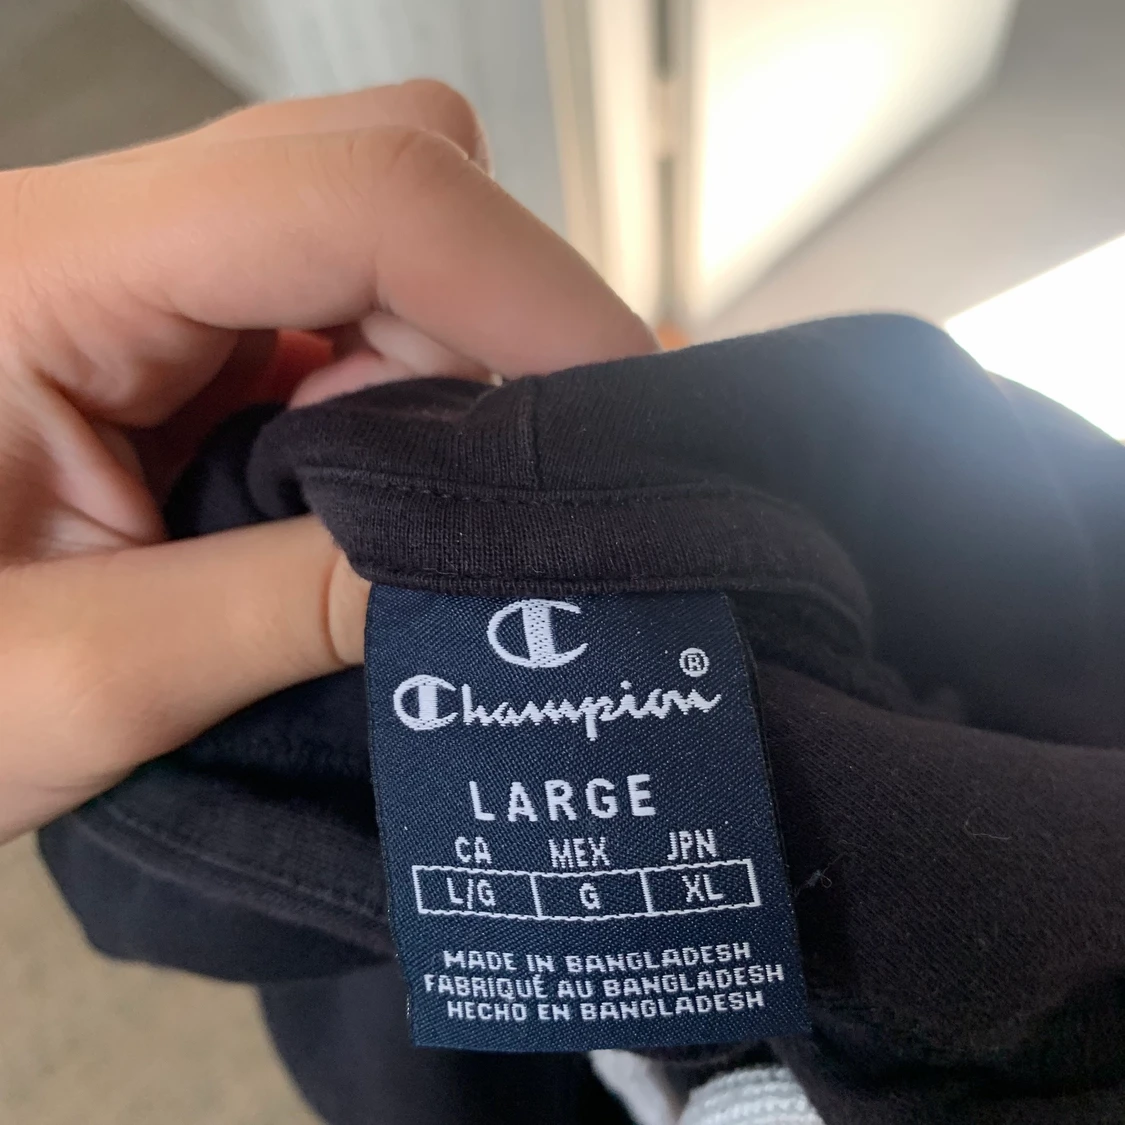 C
Champion®
LARGE
CA MEX JPN
L/G G XL
MADE IN BANGLADESH
FABRIQUÉ AU BANGLADESH
HECHO EN BANGLADESH